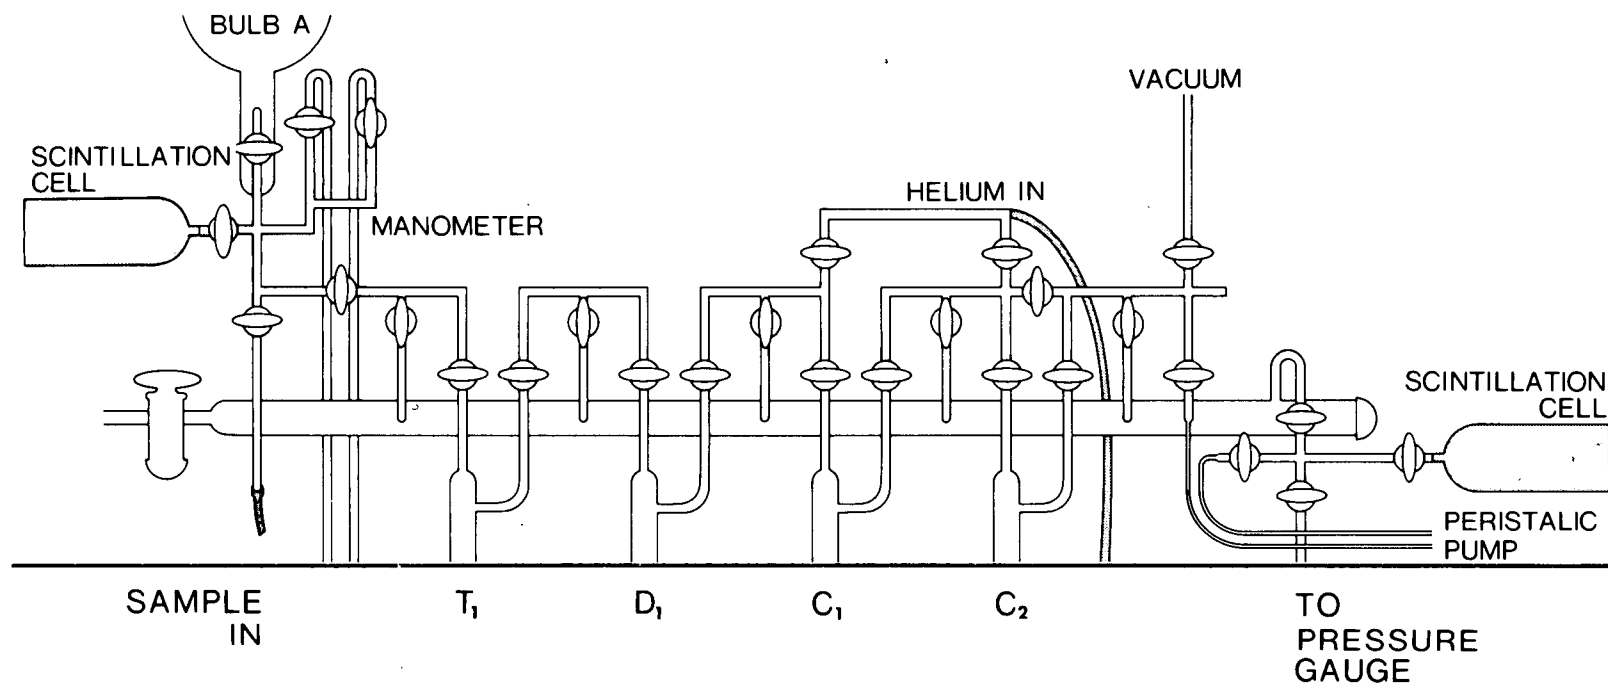 BULB A
VACUUM
SCINTILLATION
CELL
HELIUM IN
MANOMETER
SCINTILLATION
CELL
PERISTALIC
PUMP
SAMPLE
IN
T₁
D₁
C₁
C₂
TO
PRESSURE
GAUGE